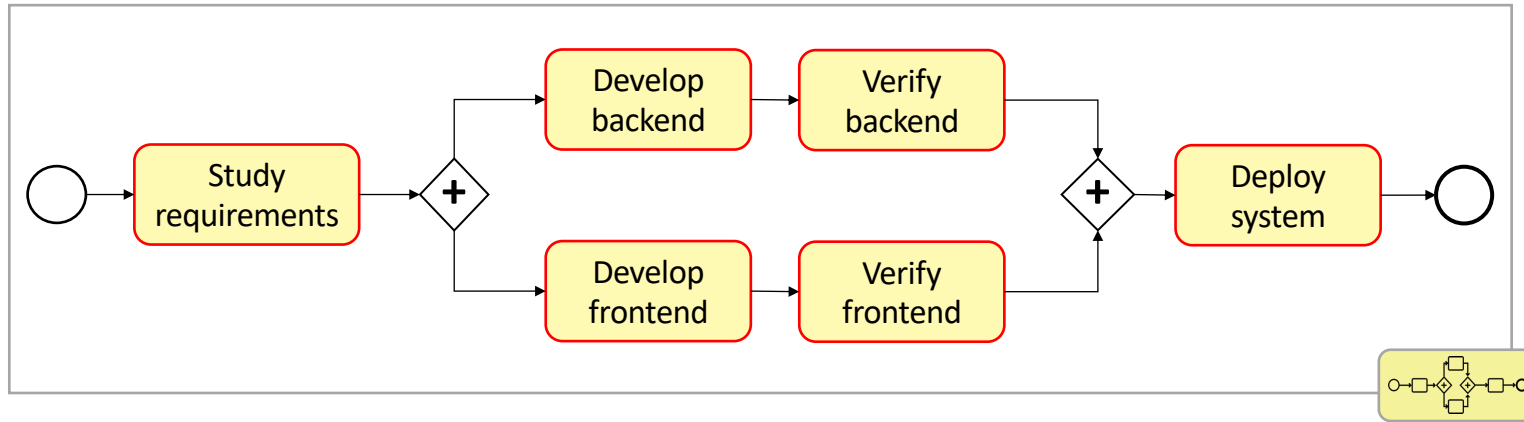 Study
requirements
Develop
backend
Verify
backend
Develop
frontend
Verify
frontend
Deploy
system